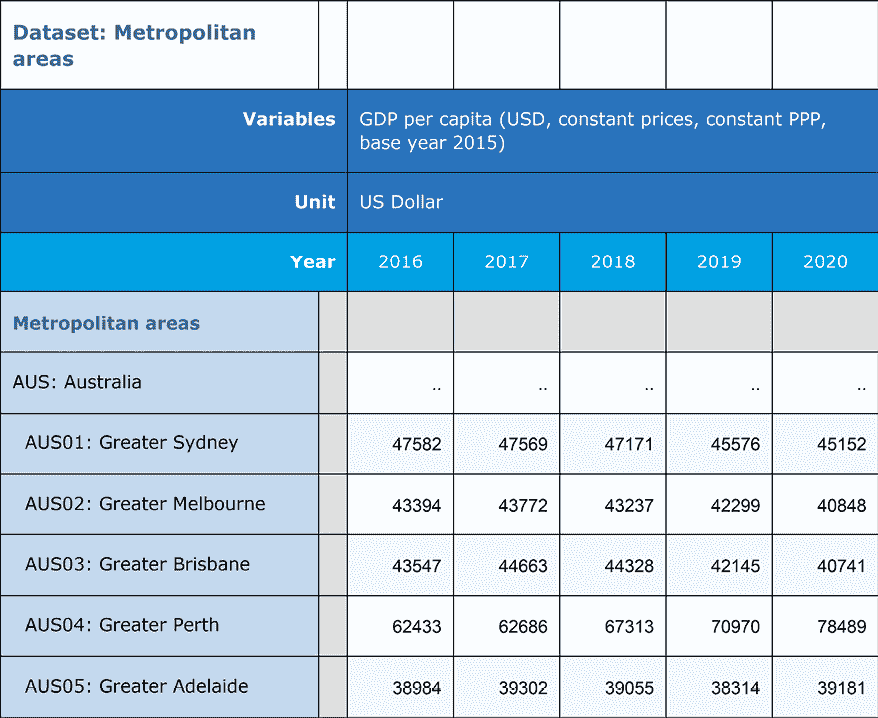 Dataset: Metropolitan
areas
Variables GDP per capita (USD, constant prices, constant PPP,
base year 2015)
Unit US Dollar
Year 2016 2017 2018 2019 2020
Metropolitan areas
AUS: Australia .. .. .. .. ..
AUS01: Greater Sydney 47582 47569 47171 45576 45152
AUS02: Greater Melbourne 43394 43772 43237 42299 40848
AUS03: Greater Brisbane 43547 44663 44328 42145 40741
AUS04: Greater Perth 62433 62686 67313 70970 78489
AUS05: Greater Adelaide 38984 39302 39055 38314 39181